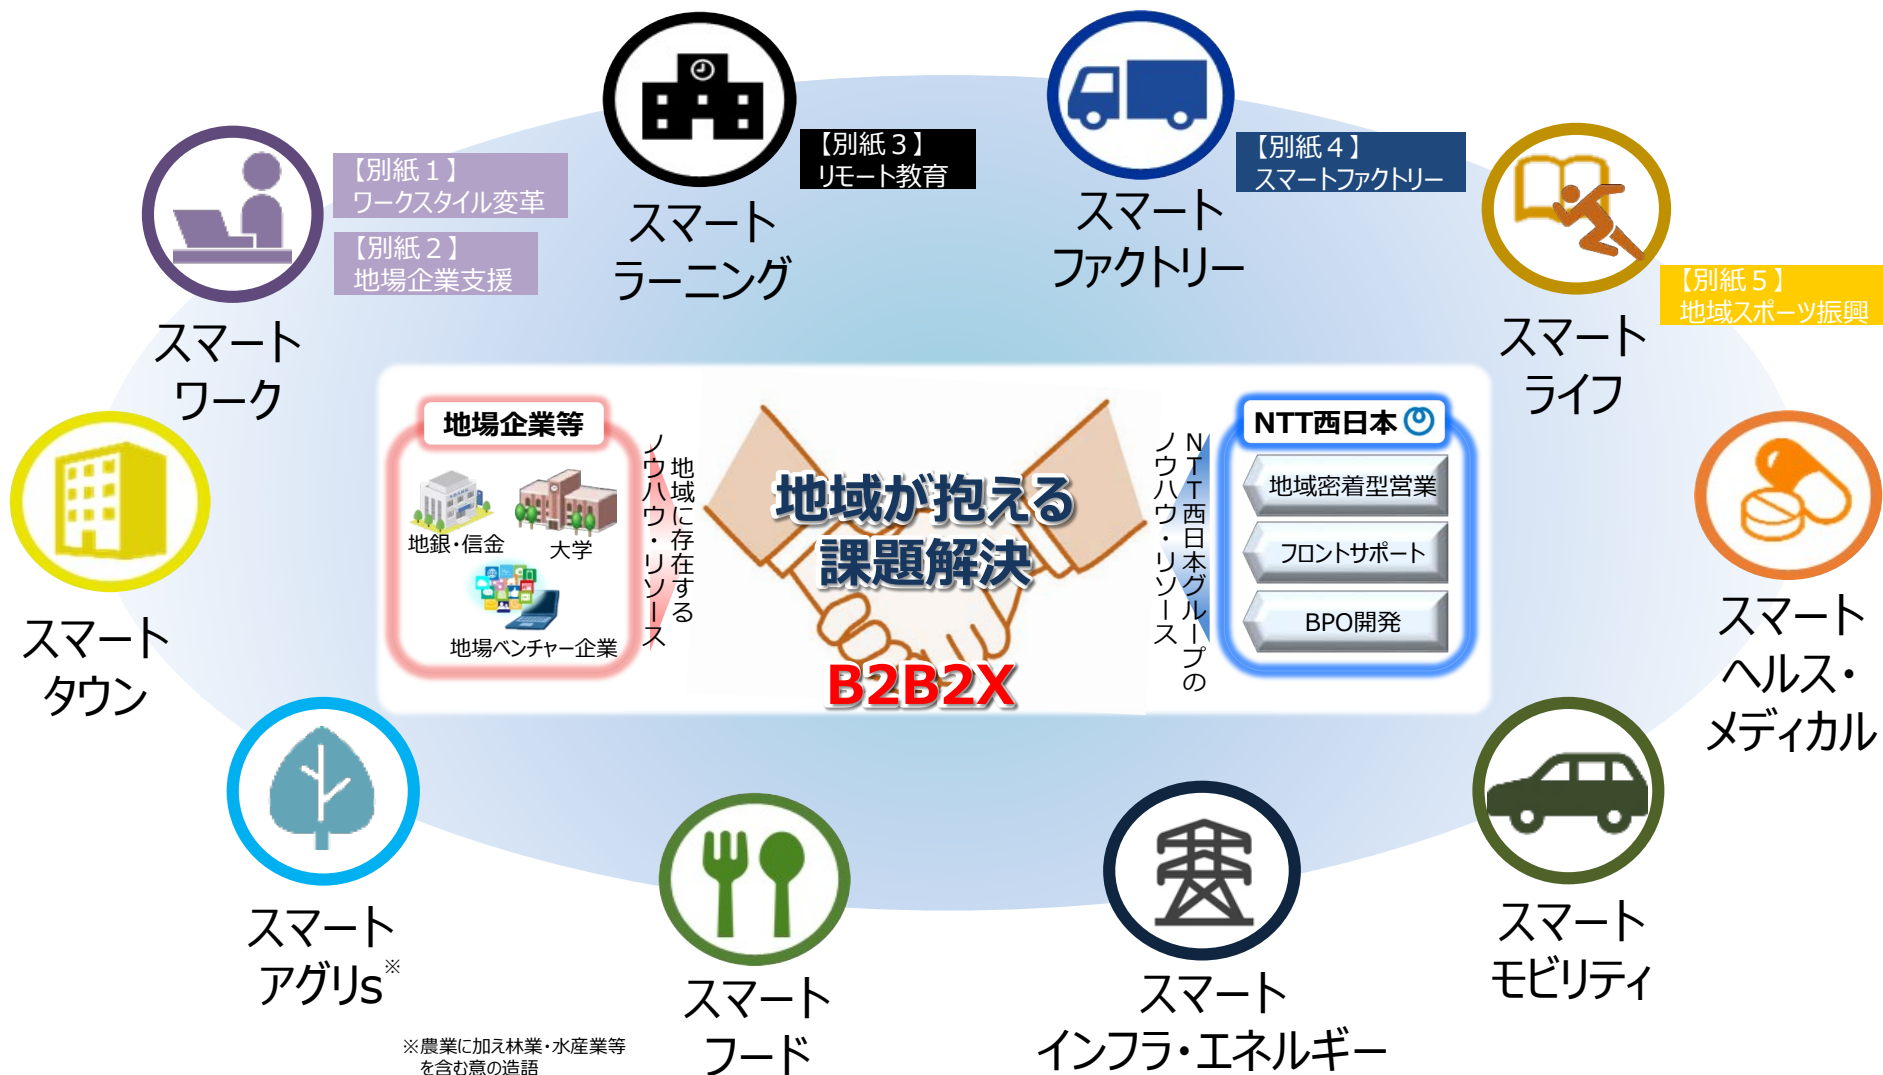 【別紙３】
リモート教育
【別紙４】
スマートファクトリー
【別紙１】
ワークスタイル変革
【別紙２】
地場企業支援
【別紙５】
地域スポーツ振興
スマート
ワーク
スマート
ラーニング
スマート
ファクトリー
スマート
ライフ
スマート
タウン
地場企業等
地銀・信金
大学
地場ベンチャー企業
地域に存在する
ノウハウ・リソース
地域が抱える
課題解決
B2B2X
NTT西日本グループの
ノウハウ・リソース
NTT西日本
地域密着型営業
フロントサポート
BPO開発
スマート
ヘルス・
メディカル
スマート
アグリs※
※農業に加え林業・水産業等
を含む意の造語
スマート
フード
スマート
インフラ・エネルギー
スマート
モビリティ